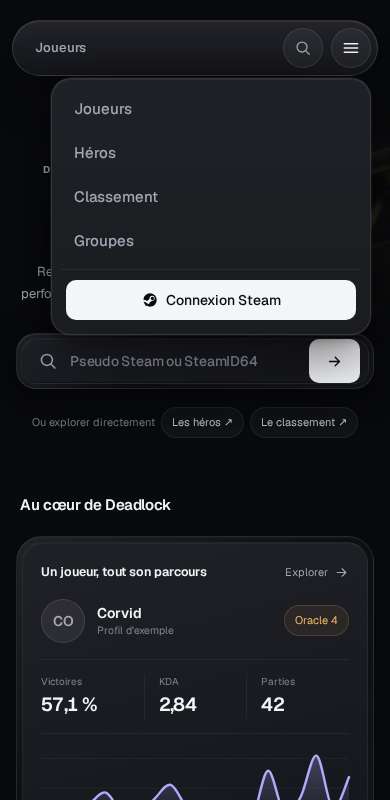 Joueurs
Joueurs
Héros
Classement
Groupes
Connexion Steam
Pseudo Steam ou SteamID64
Ou explorer directement
Les héros ↗
Le classement ↗
Au cœur de Deadlock
Un joueur, tout son parcours
Explorer →
CO
Corvid
Profil d'exemple
Oracle 4
Victoires
KDA
Parties
57,1 %
2,84
42